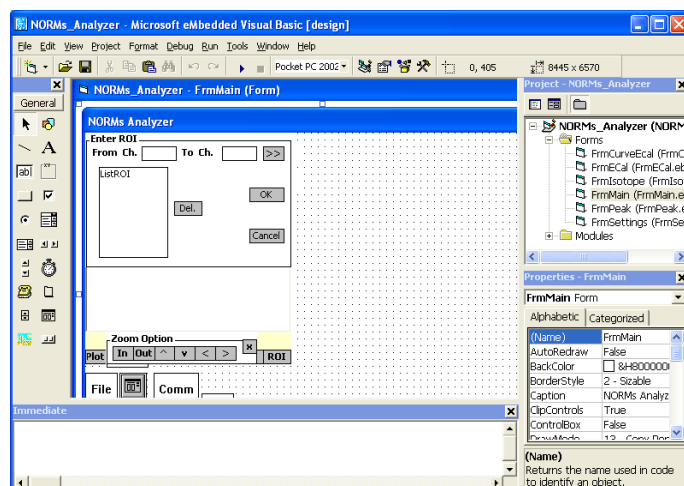 NORMs_Analyzer - Microsoft eMbedded Visual Basic [design]
File Edit View Project Format Debug Run Tools Window Help
Pocket PC 2002 0, 405 8445 x 6570
General
NORMs_Analyzer - FrmMain (Form)
NORMs Analyzer
Enter ROI
From Ch. To Ch. >>
ListROI
OK
Del.
Cancel
Zoom Option
Plot In Out ^ v < > x ROI
File Comm
Immediate
Project - NORMs_Analyzer
NORMs_Analyzer (NORM
Forms
FrmCurveEcal (FrmC
FrmECal (FrmECal.eb
FrmIsotope (FrmIso
FrmMain (FrmMain.e
FrmPeak (FrmPeak.e
FrmSettings (FrmSe
Modules
Properties - FrmMain
FrmMain Form
Alphabetic Categorized
(Name) FrmMain
AutoRedraw False
BackColor &H8000000
BorderStyle 2 - Sizable
Caption NORMs Analyz
ClipControls True
ControlBox False
DrawMode 13 - Copy Pen
(Name)
Returns the name used in code
to identify an object.